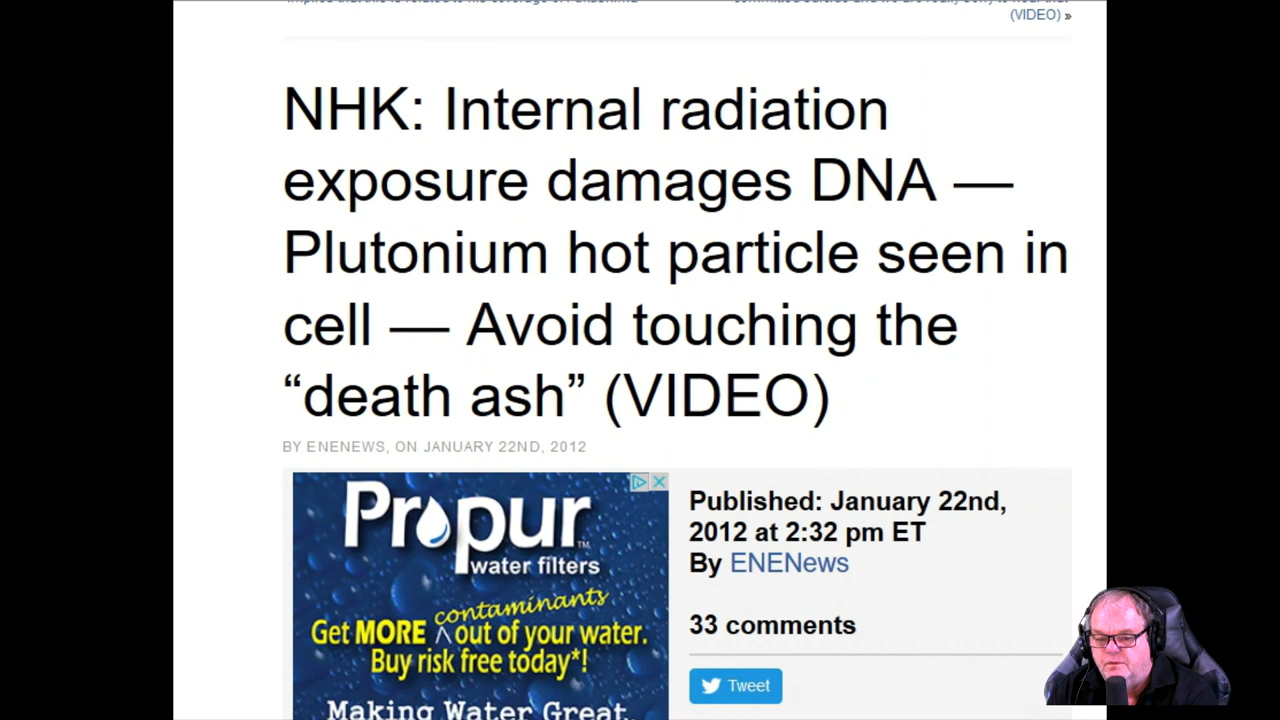 (VIDEO) »
NHK: Internal radiation
exposure damages DNA —
Plutonium hot particle seen in
cell — Avoid touching the
“death ash” (VIDEO)
BY ENENEWS, ON JANUARY 22ND, 2012
Propur™
water filters
contaminants
Get MORE ^ out of your water.
Buy risk free today*!
Making Water Great.
Published: January 22nd,
2012 at 2:32 pm ET
By ENENews
33 comments
Tweet